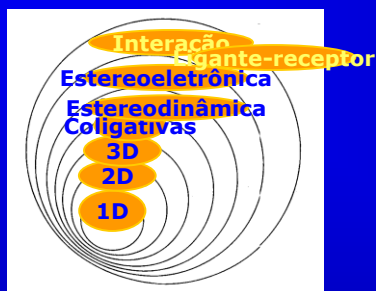 Interação
Ligante-receptor
Estereoeletrônica
Estereodinâmica
Coligativas
3D
2D
1D